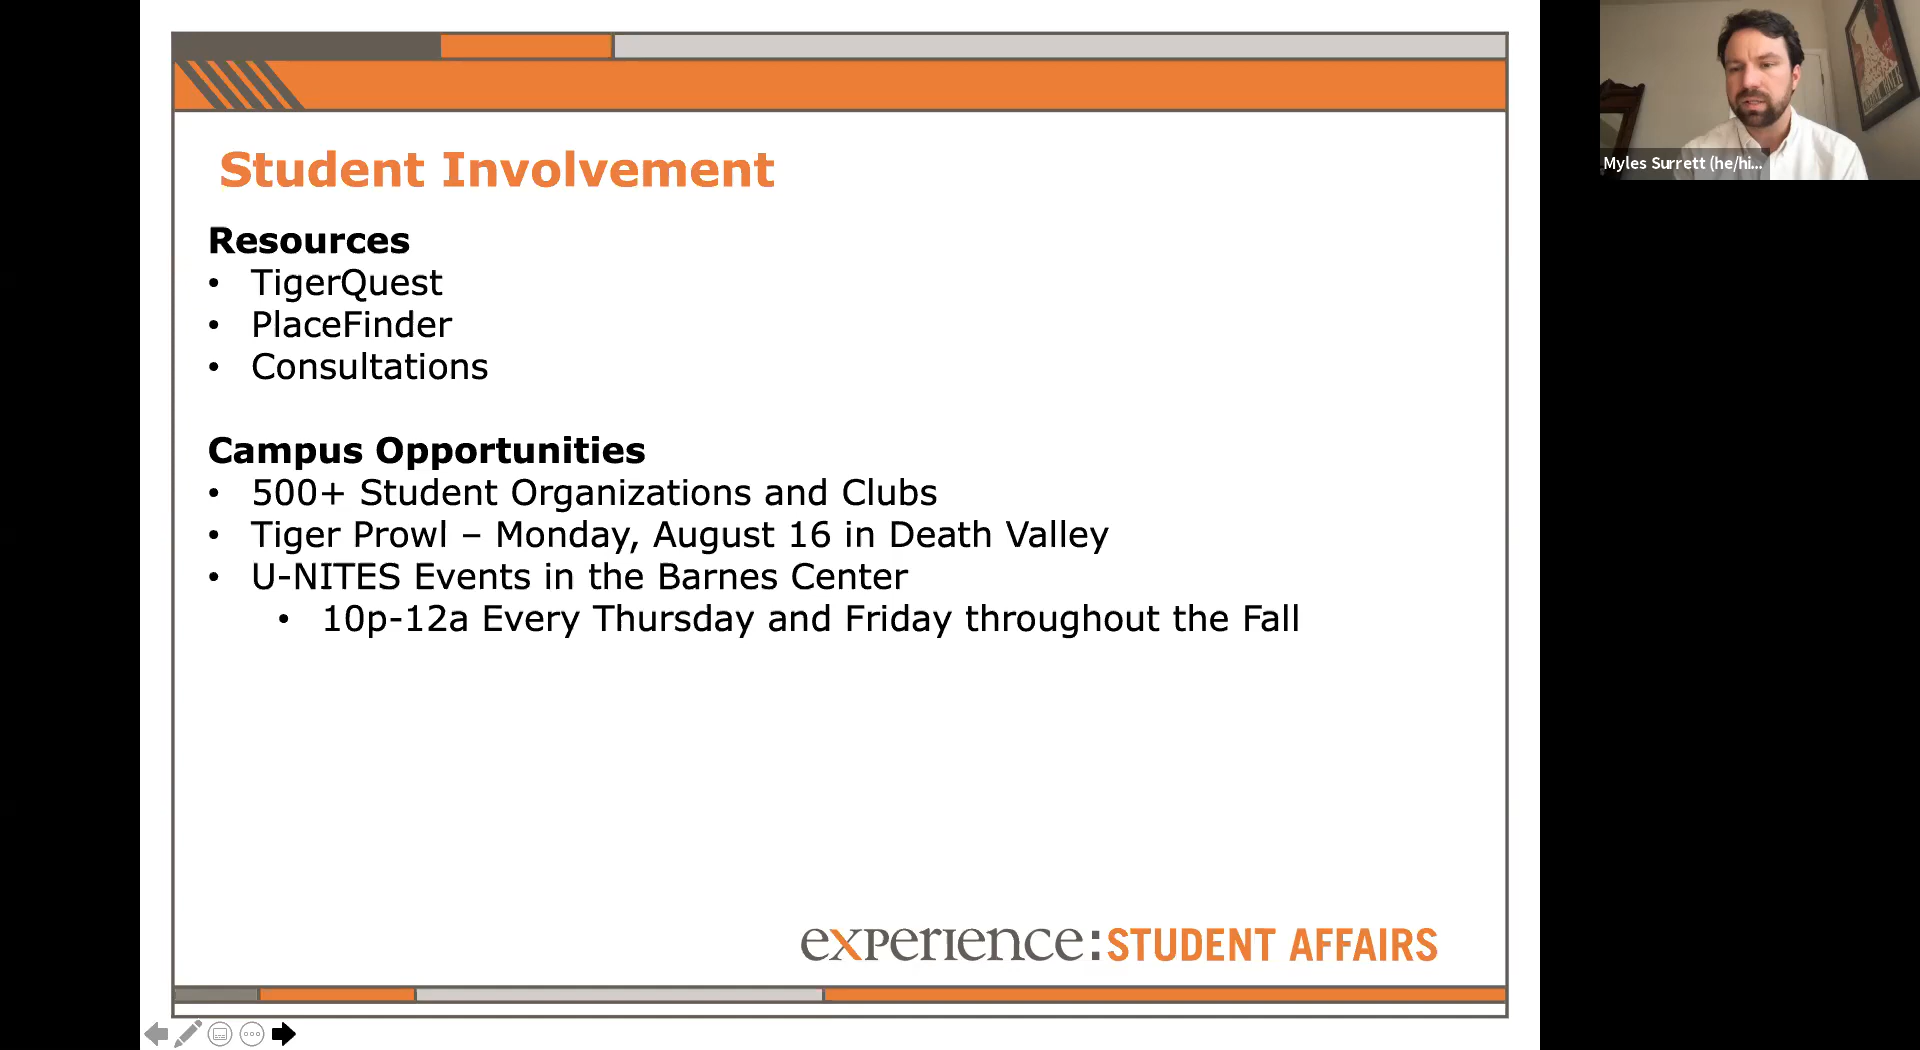 Student Involvement
Resources
• TigerQuest
• PlaceFinder
• Consultations
Campus Opportunities
• 500+ Student Organizations and Clubs
• Tiger Prowl – Monday, August 16 in Death Valley
• U-NITES Events in the Barnes Center
• 10p-12a Every Thursday and Friday throughout the Fall
experience:STUDENT AFFAIRS
Myles Surrett (he/hi...